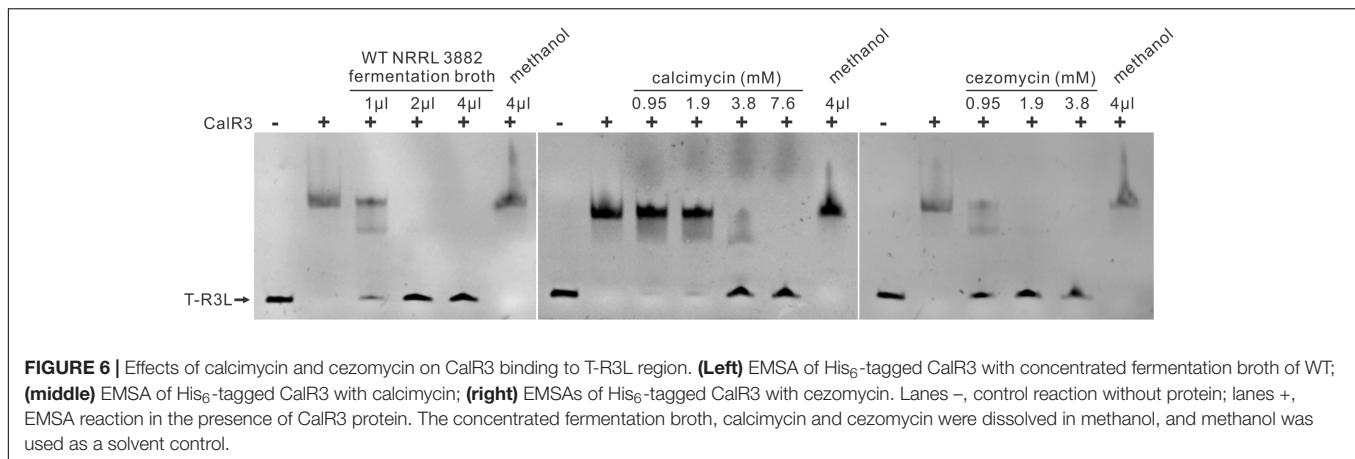 WT NRRL 3882
fermentation broth
methanol
calcimycin (mM)
methanol
cezomycin (mM)
methanol
1µl 2µl 4µl 4µl 0.95 1.9 3.8 7.6 4µl 0.95 1.9 3.8 4µl
CalR3 - + + + + + - + + + + + + - + + + + +
T-R3L→
FIGURE 6 | Effects of calcimycin and cezomycin on CalR3 binding to T-R3L region. (Left) EMSA of His₆-tagged CalR3 with concentrated fermentation broth of WT;
(middle) EMSA of His₆-tagged CalR3 with calcimycin; (right) EMSAs of His₆-tagged CalR3 with cezomycin. Lanes –, control reaction without protein; lanes +,
EMSA reaction in the presence of CalR3 protein. The concentrated fermentation broth, calcimycin and cezomycin were dissolved in methanol, and methanol was
used as a solvent control.